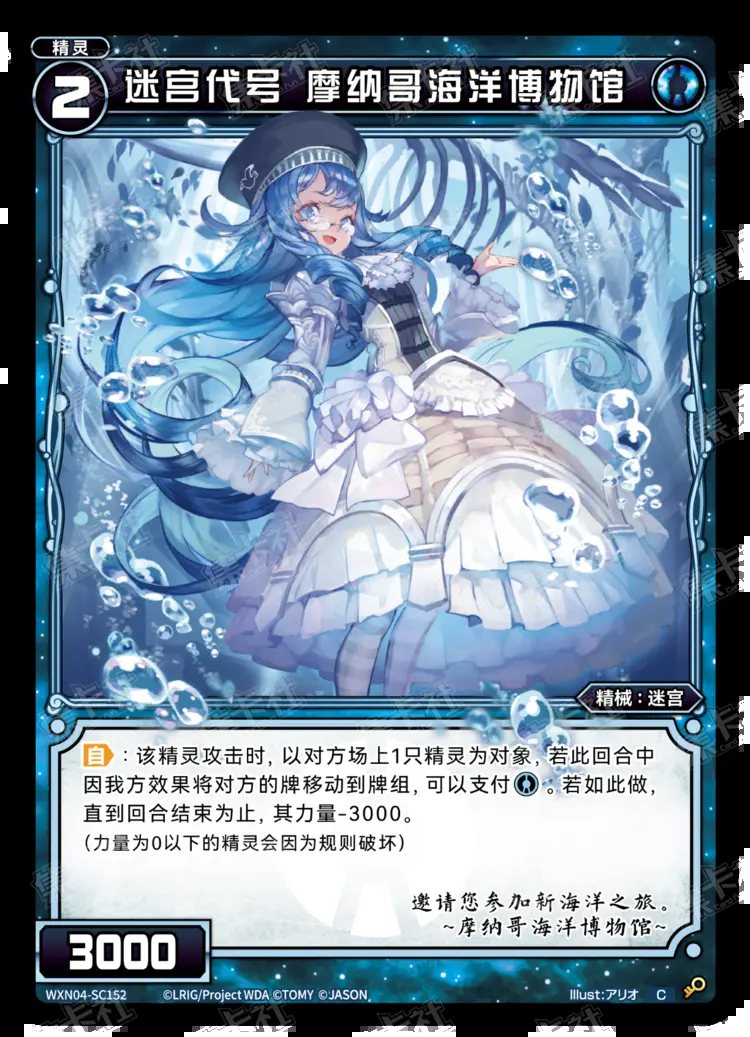 精灵
2
迷宫代号 摩纳哥海洋博物馆
精械:迷宫
自:该精灵攻击时,以对方场上1只精灵为对象,若此回合中
因我方效果将对方的牌移动到牌组,可以支付。若如此做,
直到回合结束为止,其力量-3000。
(力量为0以下的精灵会因为规则破坏)
邀请您参加新海洋之旅。
~摩纳哥海洋博物馆~
3000
WXN04-SC152 ©LRIG/Project WDA ©TOMY ©JASON Illust:アリオ C
集卡社